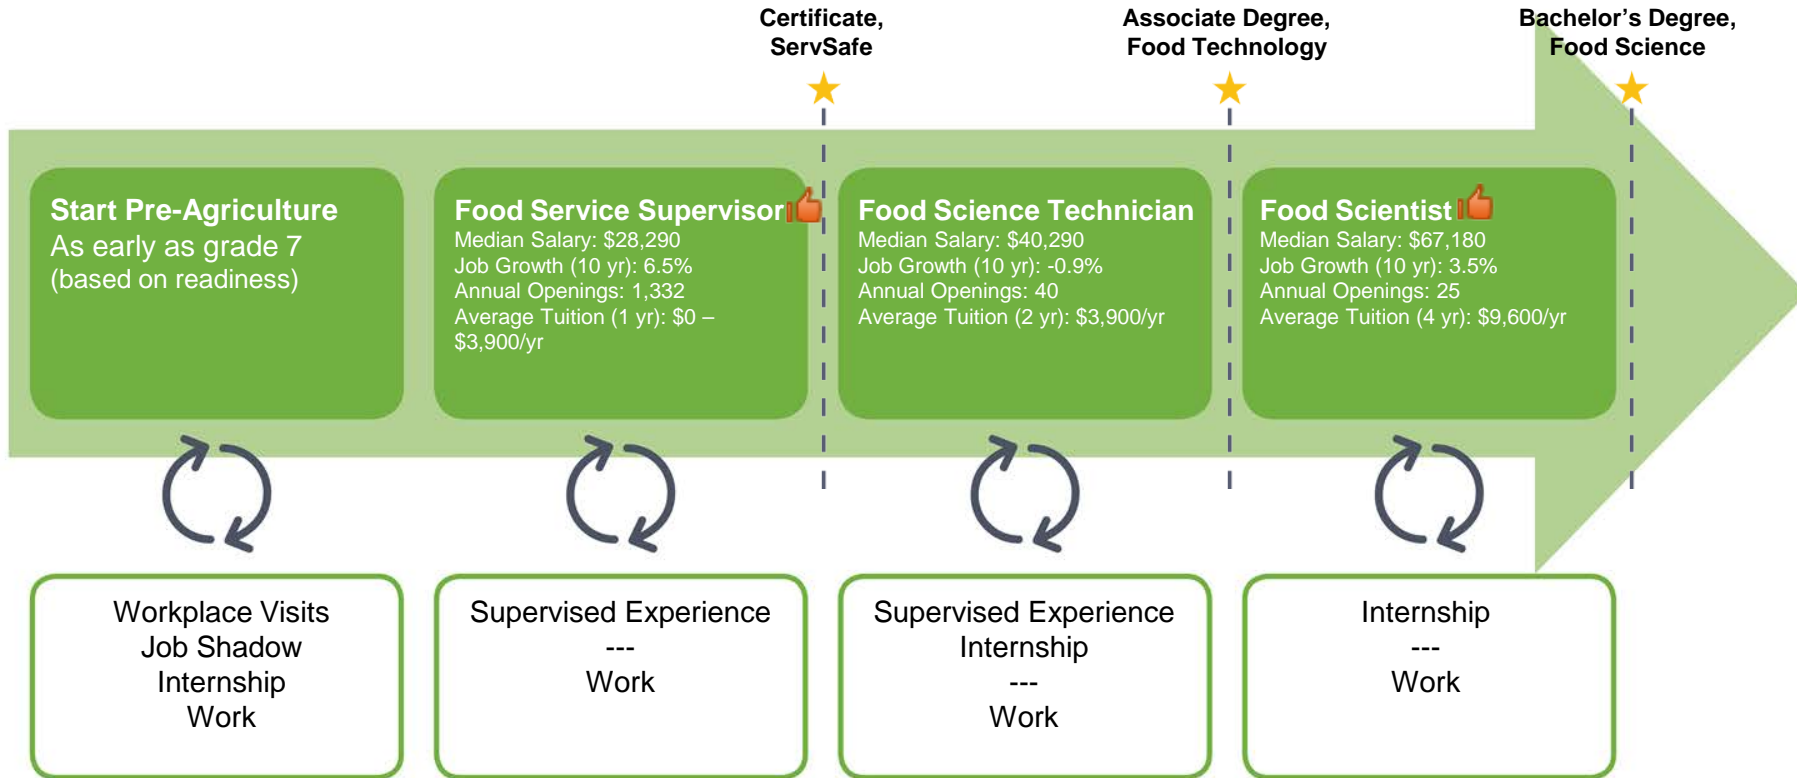 Certificate,
ServSafe
Associate Degree,
Food Technology
Bachelor’s Degree,
Food Science
Start Pre-Agriculture
As early as grade 7
(based on readiness)
Food Service Supervisor
Median Salary: $28,290
Job Growth (10 yr): 6.5%
Annual Openings: 1,332
Average Tuition (1 yr): $0 –
$3,900/yr
Food Science Technician
Median Salary: $40,290
Job Growth (10 yr): -0.9%
Annual Openings: 40
Average Tuition (2 yr): $3,900/yr
Food Scientist
Median Salary: $67,180
Job Growth (10 yr): 3.5%
Annual Openings: 25
Average Tuition (4 yr): $9,600/yr
Workplace Visits
Job Shadow
Internship
Work
Supervised Experience
---
Work
Supervised Experience
Internship
---
Work
Internship
---
Work